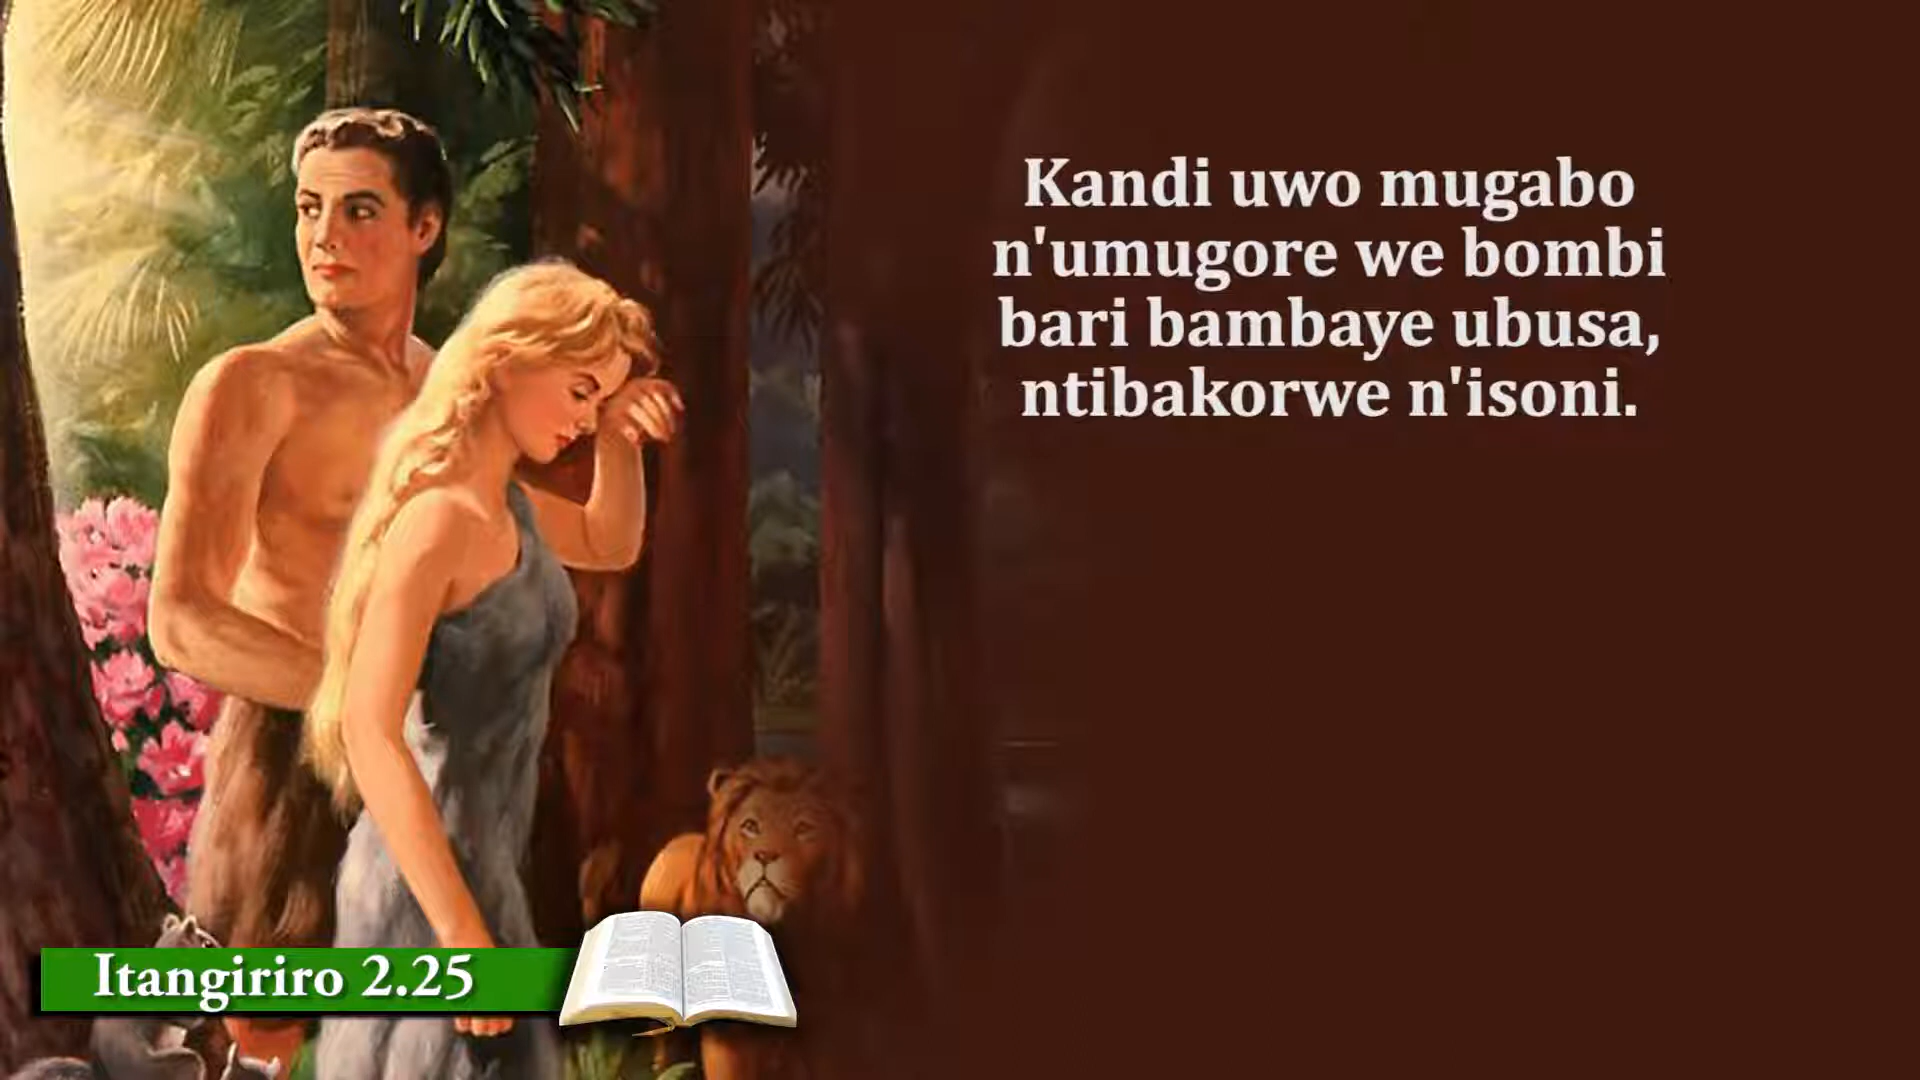 Kandi uwo mugabo
n'umugore we bombi
bari bambaye ubusa,
ntibakorwe n'isoni.
Itangiriro 2.25